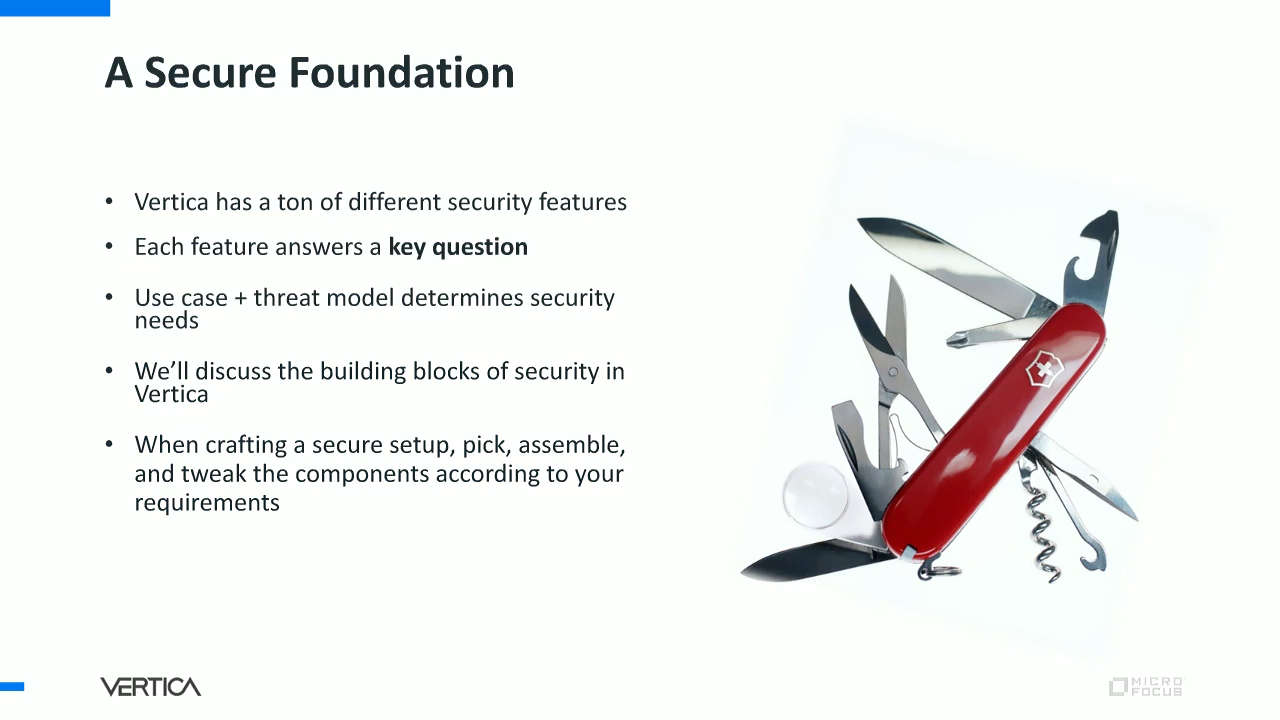 A Secure Foundation
• Vertica has a ton of different security features
• Each feature answers a key question
• Use case + threat model determines security
needs
• We’ll discuss the building blocks of security in
Vertica
• When crafting a secure setup, pick, assemble,
and tweak the components according to your
requirements
VERTICA
MICRO
FOCUS